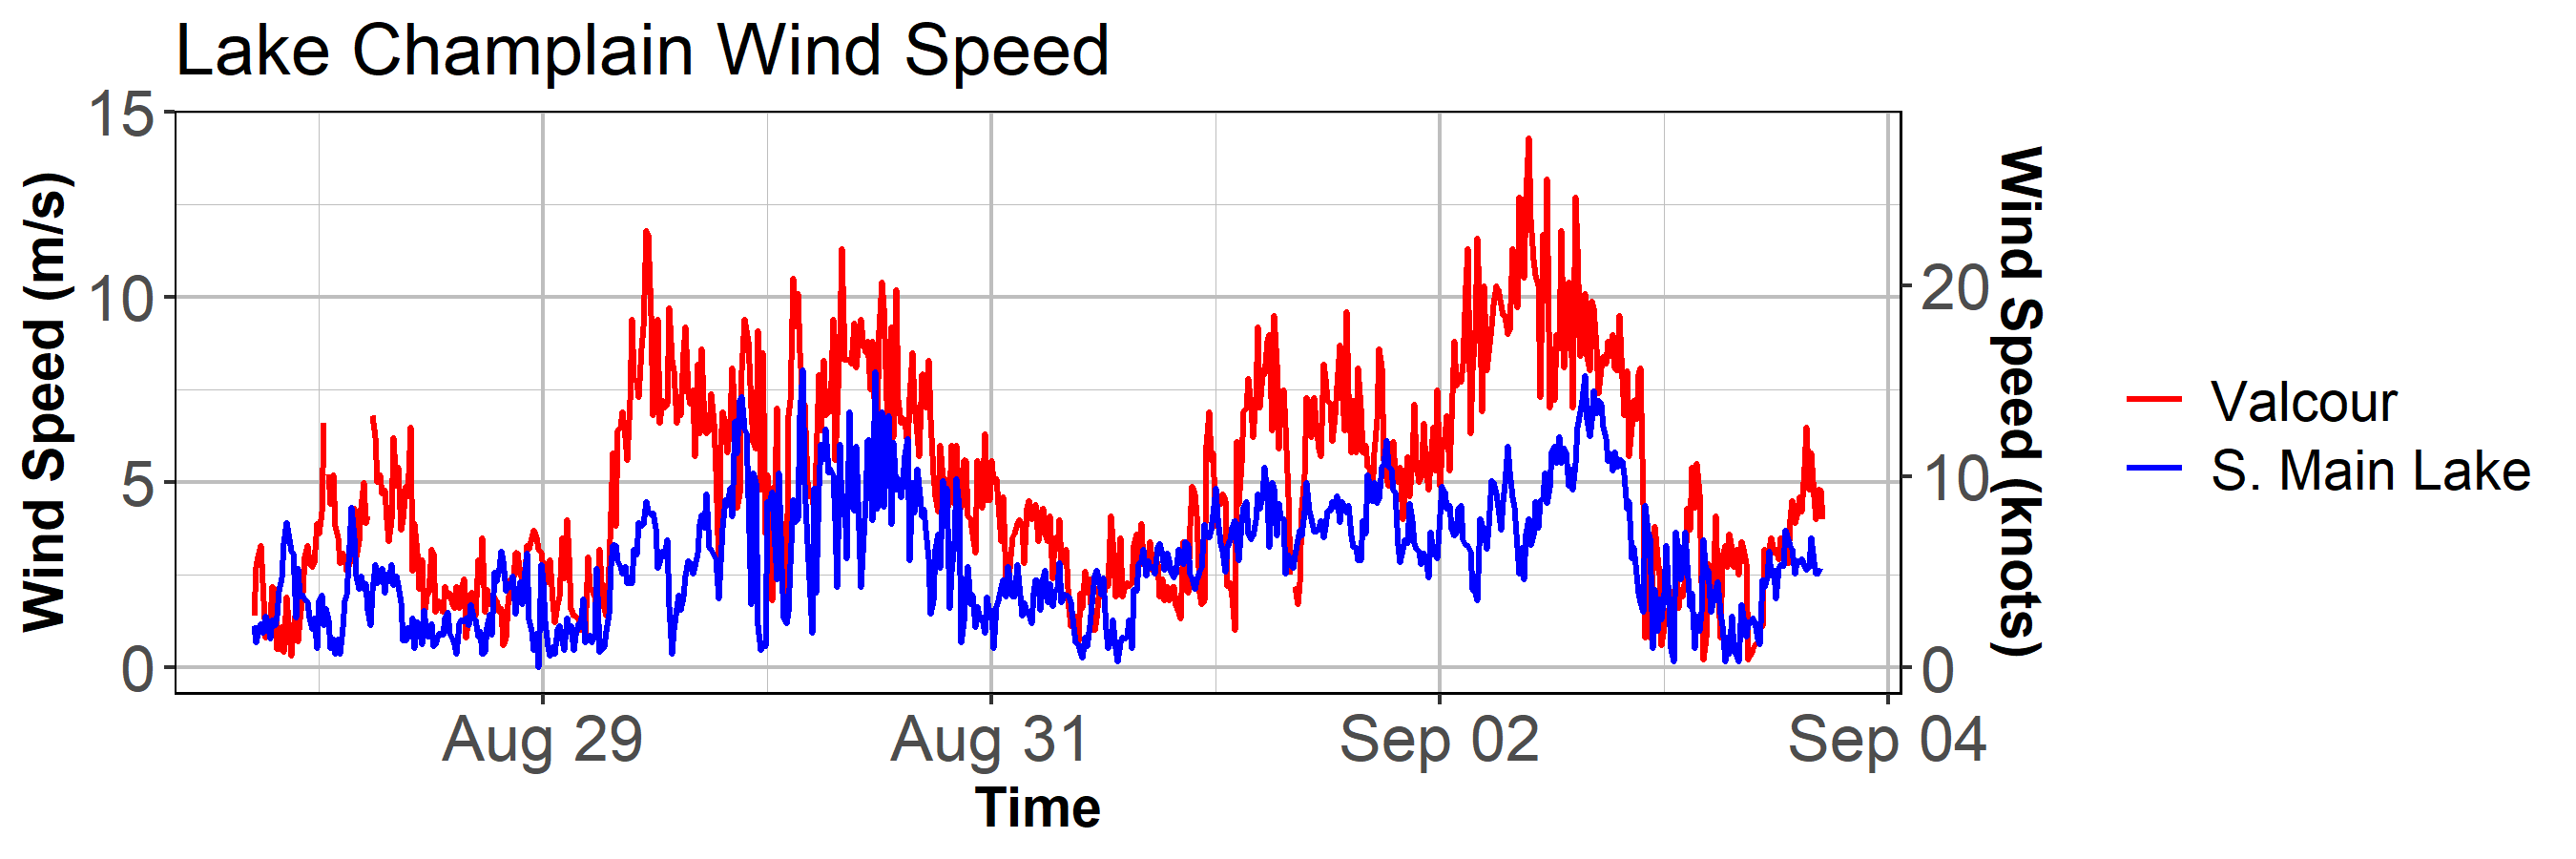 Lake Champlain Wind Speed
15
10
5
0
Wind Speed (m/s)
20
10
0
Wind Speed (knots)
Aug 29
Aug 31
Sep 02
Sep 04
Time
Valcour
S. Main Lake